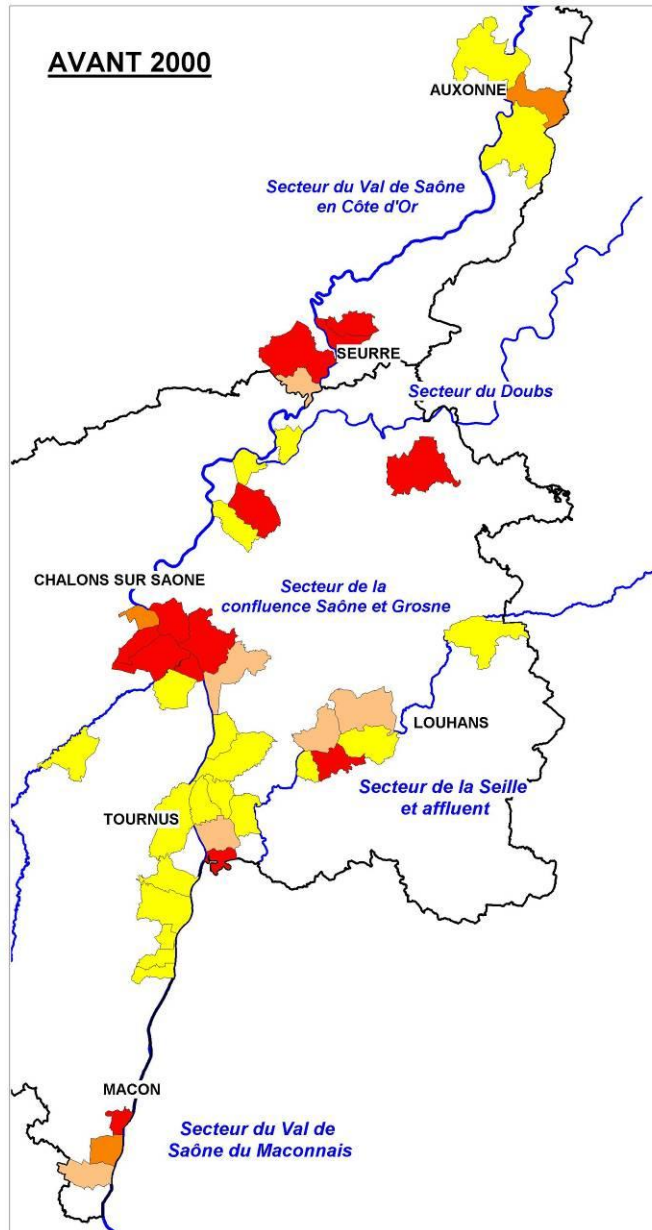 AVANT 2000
AUXONNE
Secteur du Val de Saône
en Côte d'Or
SEURRE
Secteur du Doubs
CHALONS SUR SAONE
Secteur de la
confluence Saône et Grosne
LOUHANS
Secteur de la Seille
et affluent
TOURNUS
MACON
Secteur du Val de
Saône du Maconnais